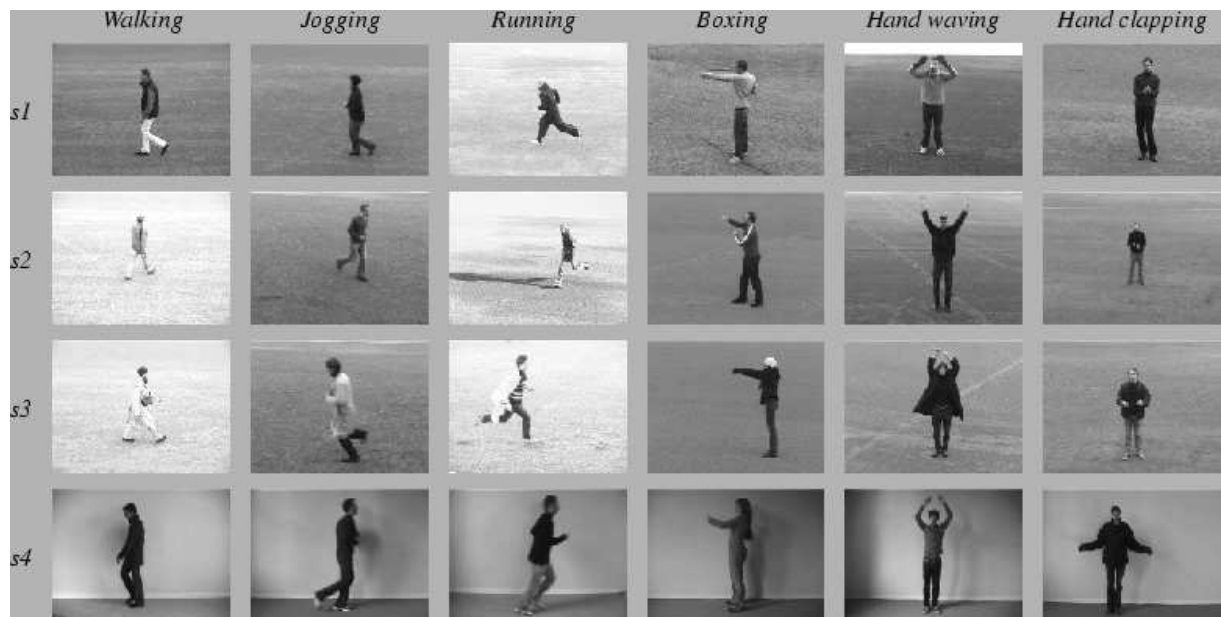 Walking Jogging Running Boxing Hand waving Hand clapping
s1
s2
s3
s4